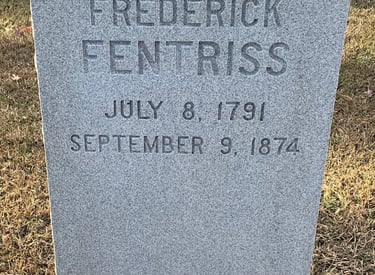 FREDERICK
FENTRISS
JULY 8, 1791
SEPTEMBER 9, 1874